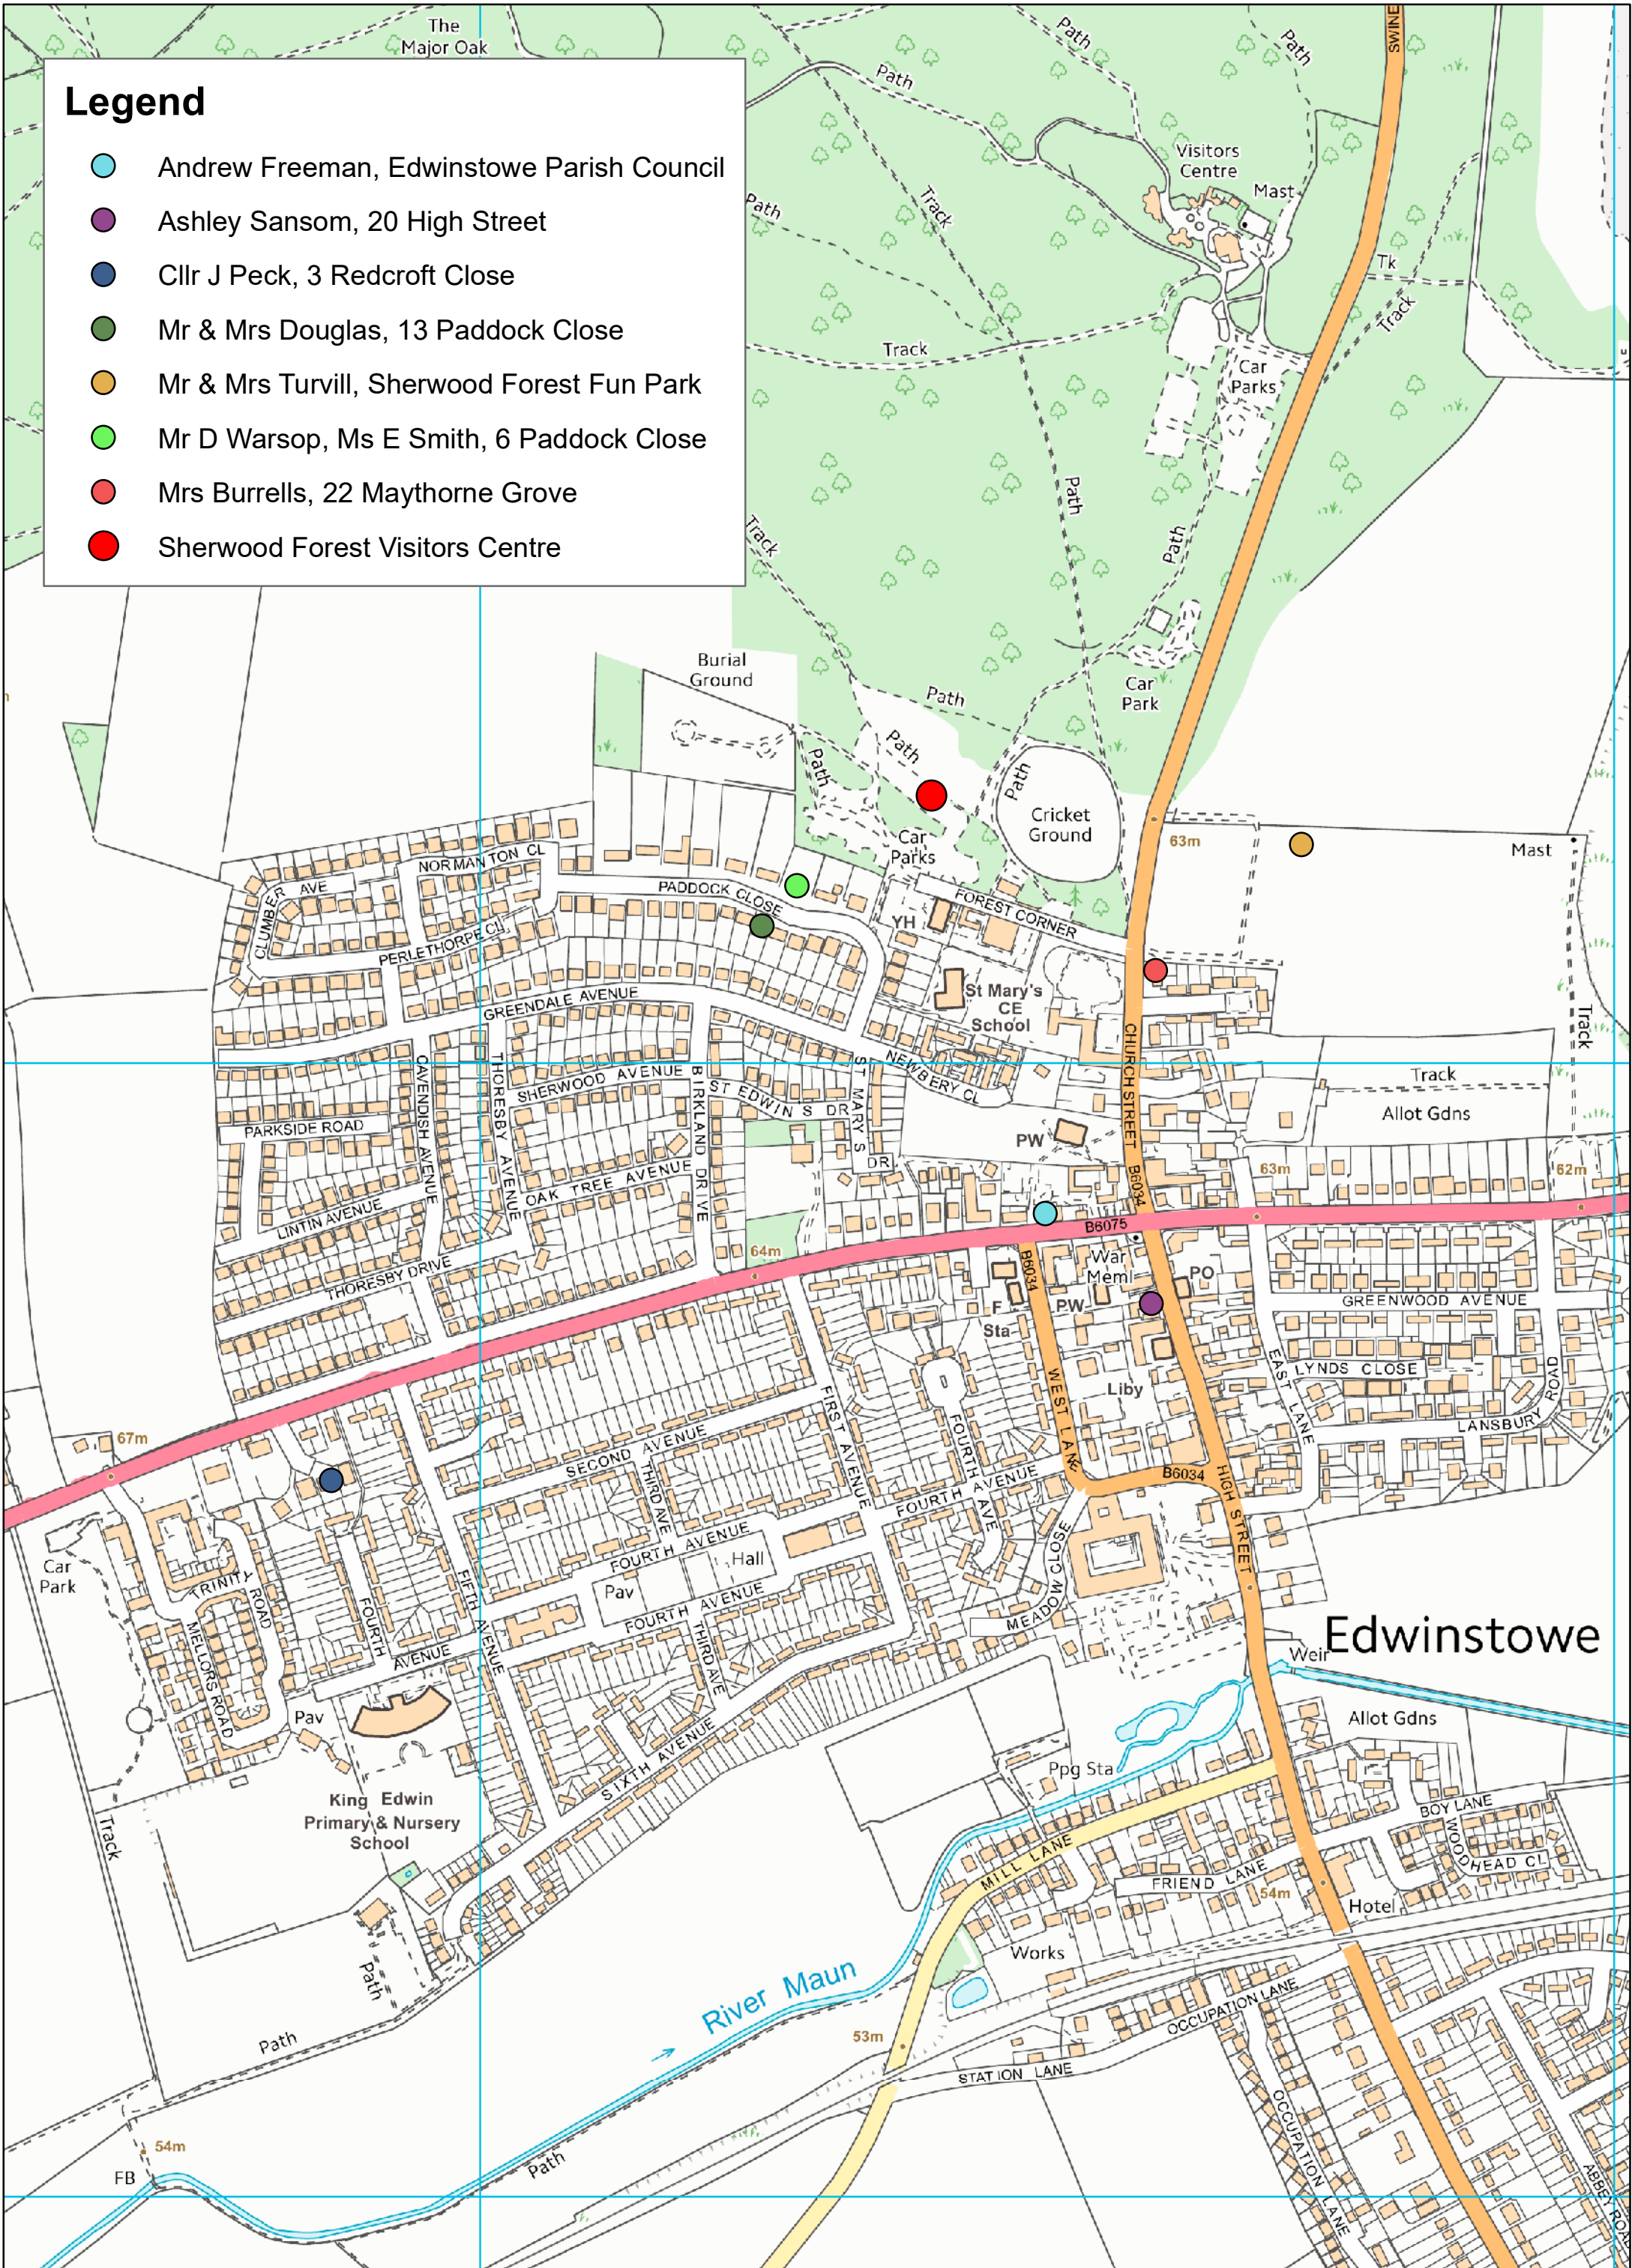 The
Major Oak
Legend
Andrew Freeman, Edwinstowe Parish Council
Ashley Sansom, 20 High Street
Cllr J Peck, 3 Redcroft Close
Mr & Mrs Douglas, 13 Paddock Close
Mr & Mrs Turvill, Sherwood Forest Fun Park
Mr D Warsop, Ms E Smith, 6 Paddock Close
Mrs Burrells, 22 Maythorne Grove
Sherwood Forest Visitors Centre
Path
Path
SWINE
Path
Visitors
Centre
Mast
Path
Track
Tk
Track
Track
Car
Parks
Path
Track
Path
Burial
Ground
Path
Car
Park
Path
Path
Path
Cricket
Ground
Car
Parks
63m
Mast
NORMANTON CL
CLUMBER AVE
PADDOCK CLOSE
PERLETHORPE CL
YH
FOREST CORNER
St Mary's
CE
School
GREENDALE AVENUE
Track
CHURCH STREET
NEWBERY CL
CAVENDISH AVENUE
THORESBY AVENUE
SHERWOOD AVENUE
BIRKLAND DRIVE
ST EDWIN S DR
ST MARY S
DR
Track
Allot Gdns
PARKSIDE ROAD
PW
OAK TREE AVENUE
LINTIN AVENUE
B6034
63m
62m
B6075
THORESBY DRIVE
64m
B6034
War
Meml
PO
F
Sta
PW
GREENWOOD AVENUE
LYNDS CLOSE
EAST LANE
WEST LANE
Liby
LANSBURY
ROAD
FIRST AVENUE
67m
SECOND AVENUE
THIRD AVE
FOURTH AVENUE
FOURTH AVE
B6034
HIGH STREET
Car
Park
FOURTH AVENUE
Hall
Pav
FOURTH AVENUE
THIRD AVE
TRINITY
ROAD
MELLORS ROAD
FOURTH
AVENUE
FIFTH AVENUE
MEADOW CLOSE
Edwinstowe
Weir
Pav
SIXTH AVENUE
Allot Gdns
Ppg Sta
King Edwin
Primary & Nursery
School
Track
BOY LANE
WOODHEAD CL
MILL LANE
FRIEND LANE
54m
Hotel
Works
Path
River Maun
OCCUPATION LANE
Path
53m
STATION LANE
OCCUPATION LANE
54m
FB
Path
ABBEY ROA